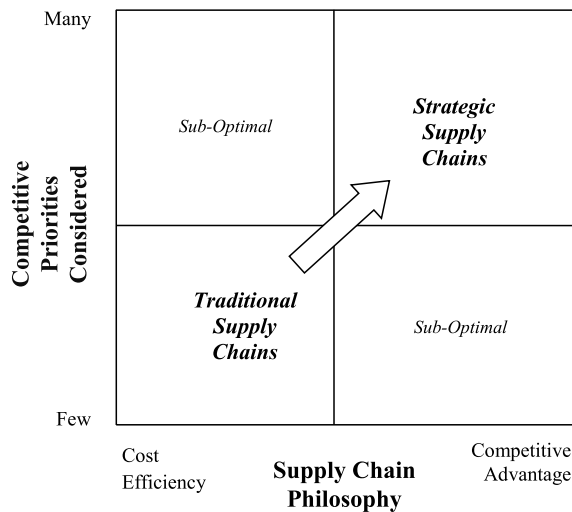 Many
Sub-Optimal
Strategic
Supply
Chains
Competitive
Priorities
Considered
Traditional
Supply
Chains
Sub-Optimal
Few
Cost
Efficiency
Supply Chain
Philosophy
Competitive
Advantage